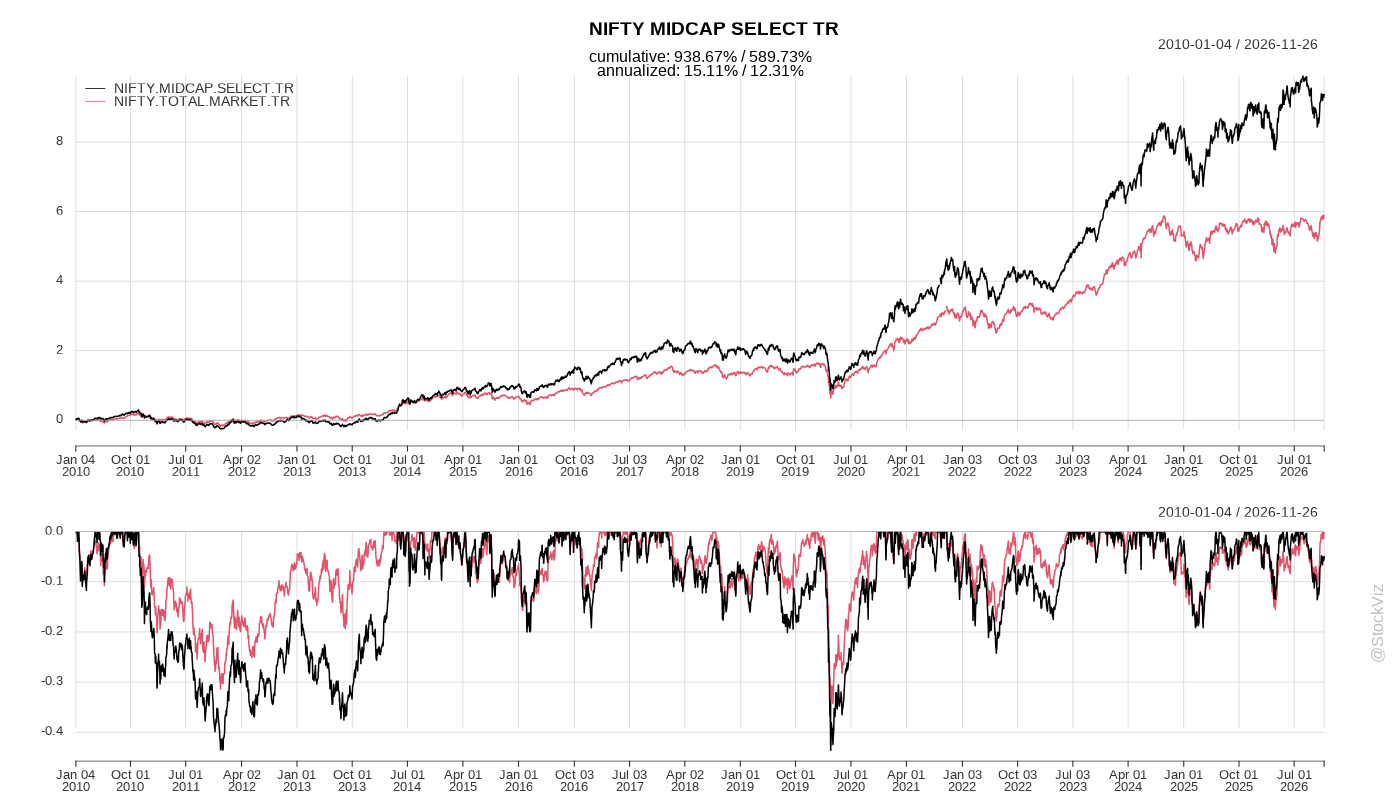 NIFTY MIDCAP SELECT TR
cumulative: 938.67% / 589.73%
annualized: 15.11% / 12.31%
2010-01-04 / 2026-11-26
NIFTY.MIDCAP.SELECT.TR
NIFTY.TOTAL.MARKET.TR
8
6
4
2
0
Jan 04 Oct 01 Jul 01 Apr 02 Jan 01 Oct 01 Jul 01 Apr 01 Jan 01 Oct 03 Jul 03 Apr 02 Jan 01 Oct 01 Jul 01 Apr 01 Jan 03 Oct 03 Jul 03 Apr 01 Jan 01 Oct 01 Jul 01
2010 2010 2011 2012 2013 2013 2014 2015 2016 2016 2017 2018 2019 2019 2020 2021 2022 2022 2023 2024 2025 2025 2026
2010-01-04 / 2026-11-26
0.0
-0.1
-0.2
-0.3
-0.4
Jan 04 Oct 01 Jul 01 Apr 02 Jan 01 Oct 01 Jul 01 Apr 01 Jan 01 Oct 03 Jul 03 Apr 02 Jan 01 Oct 01 Jul 01 Apr 01 Jan 03 Oct 03 Jul 03 Apr 01 Jan 01 Oct 01 Jul 01
2010 2010 2011 2012 2013 2013 2014 2015 2016 2016 2017 2018 2019 2019 2020 2021 2022 2022 2023 2024 2025 2025 2026
@StockViz